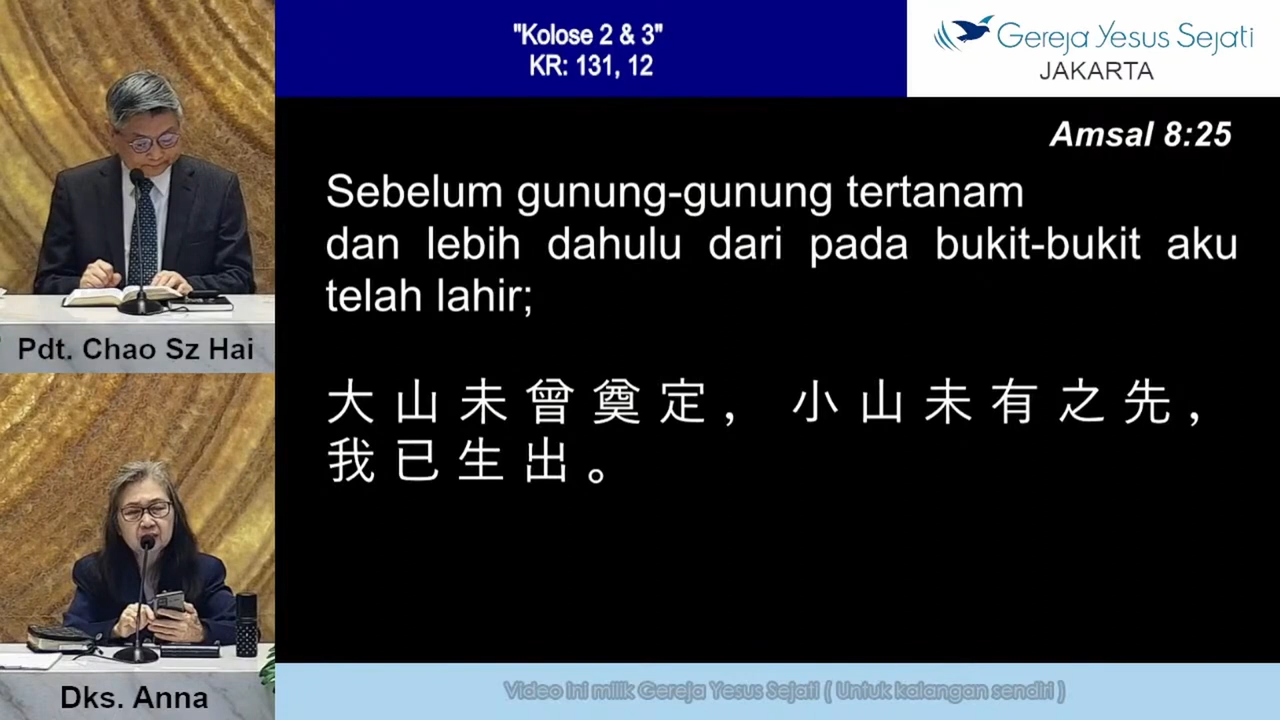 "Kolose 2 & 3"
KR: 131, 12
Gereja Yesus Sejati
JAKARTA
Amsal 8:25
Sebelum gunung-gunung tertanam
dan lebih dahulu dari pada bukit-bukit aku
telah lahir;
大山未曾奠定，小山未有之先，
我已生出。
Pdt. Chao Sz Hai
Dks. Anna
Video ini milik Gereja Yesus Sejati ( Untuk kalangan sendiri )